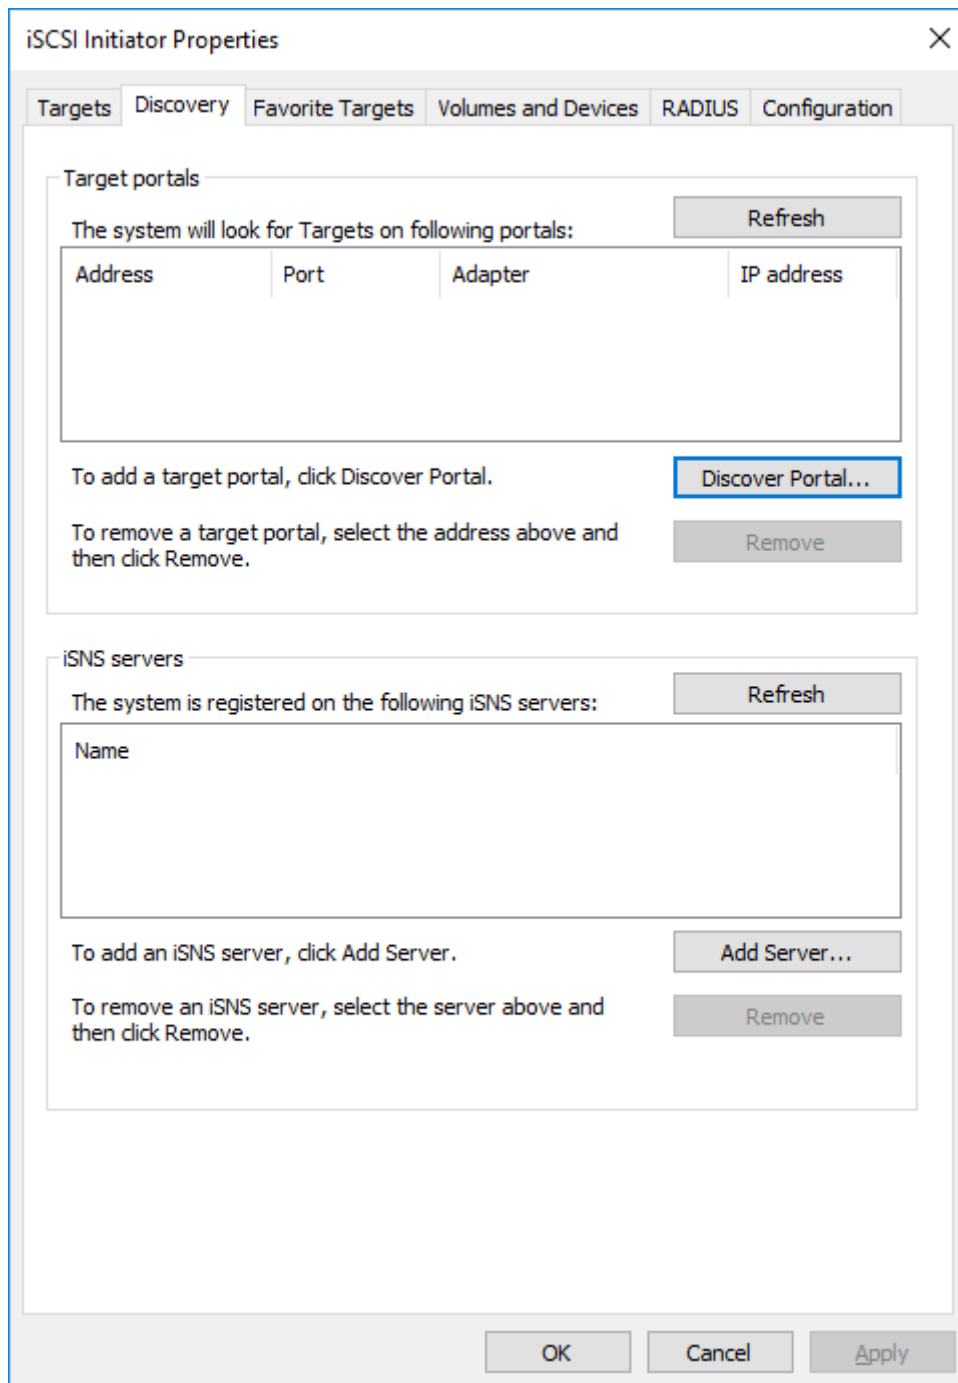 iSCSI Initiator Properties
Targets Discovery Favorite Targets Volumes and Devices RADIUS Configuration
Target portals
The system will look for Targets on following portals: Refresh
Address Port Adapter IP address
To add a target portal, click Discover Portal. Discover Portal...
To remove a target portal, select the address above and
then click Remove.
Remove
iSNS servers
The system is registered on the following iSNS servers: Refresh
Name
To add an iSNS server, click Add Server. Add Server...
To remove an iSNS server, select the server above and
then click Remove.
Remove
OK Cancel Apply